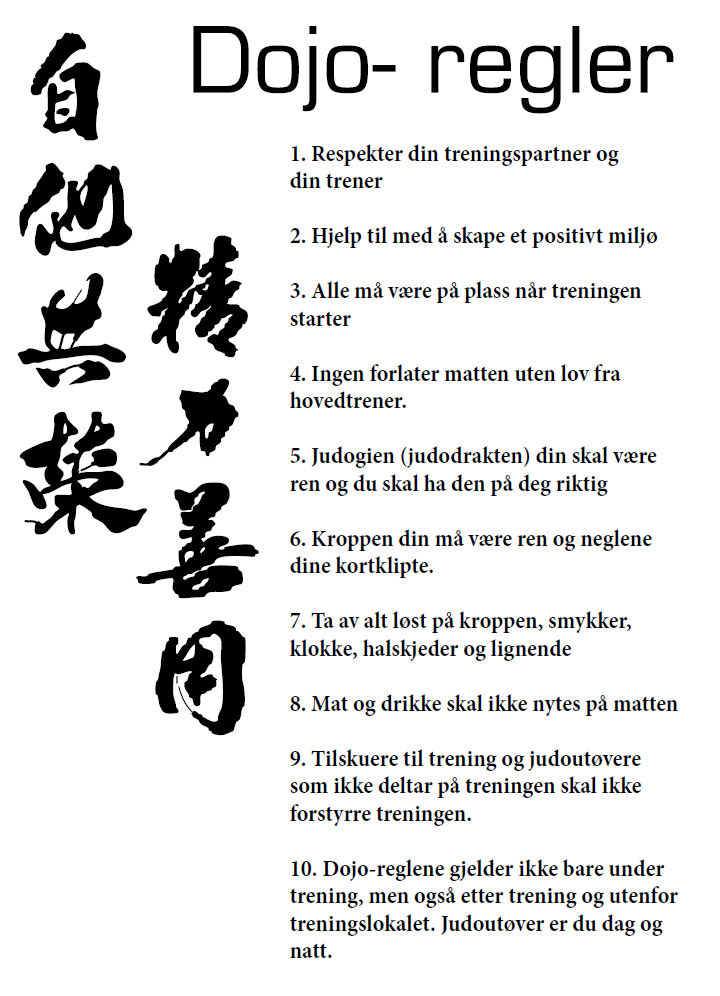 Dojo- regler
精力善用
自他共榮
1. Respekter din treningspartner og
din trener
2. Hjelp til med å skape et positivt miljø
3. Alle må være på plass når treningen
starter
4. Ingen forlater matten uten lov fra
hovedtrener.
5. Judogien (judodrakten) din skal være
ren og du skal ha den på deg riktig
6. Kroppen din må være ren og neglene
dine kortklipte.
7. Ta av alt løst på kroppen, smykker,
klokke, halskjeder og lignende
8. Mat og drikke skal ikke nytes på matten
9. Tilskuere til trening og judoutøvere
som ikke deltar på treningen skal ikke
forstyrre treningen.
10. Dojo-reglene gjelder ikke bare under
trening, men også etter trening og utenfor
treningslokalet. Judoutøver er du dag og
natt.